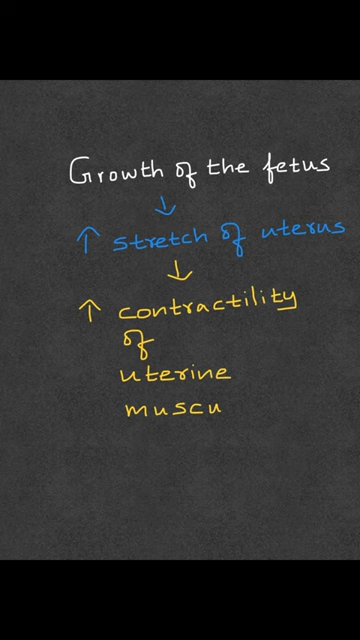 Growth of the fetus
↓
↑ stretch of uterus
↓
↑ contractility
of
uterine
muscu